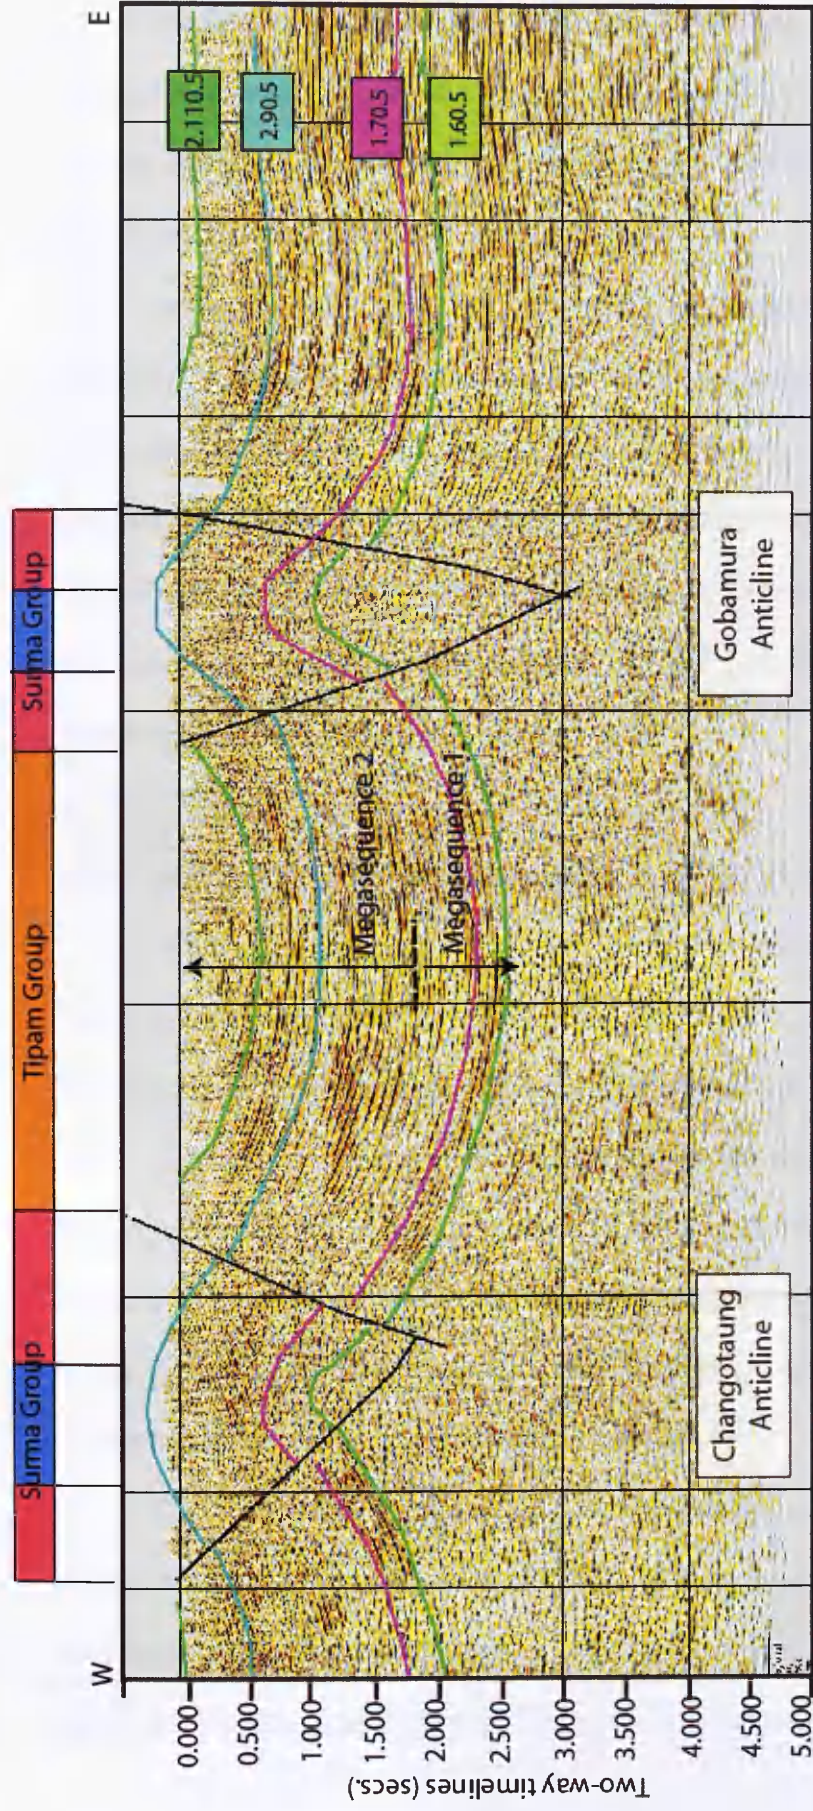 Surma Group
Tipam Group
Surma Group
W
E
2.110.5
2.90.5
1.70.5
1.60.5
Megasequence 2
Megasequence 1
Changotaung
Anticline
Gobamura
Anticline
Two-way timelines (secs.)
0.000
0.500
1.000
1.500
2.000
2.500
3.000
3.500
4.000
4.500
5.000